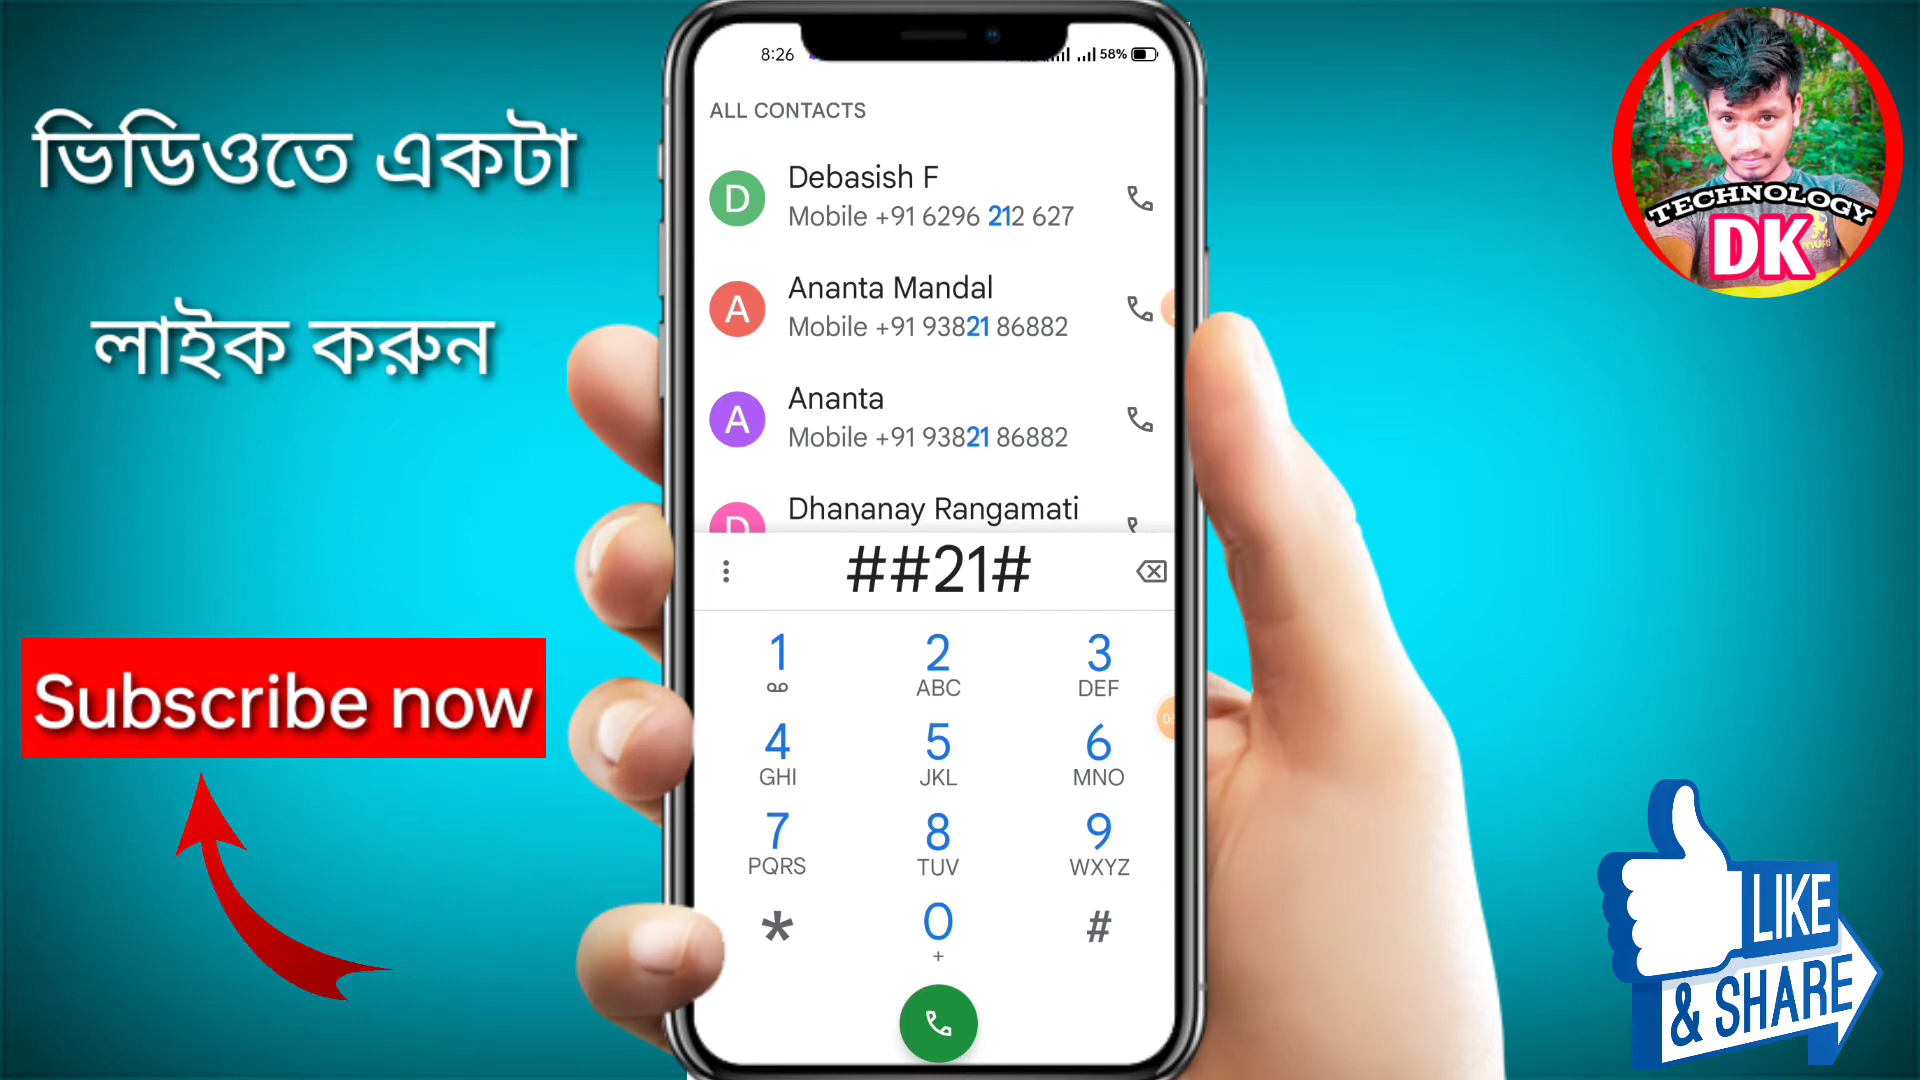 ভিডিওতে একটা
লাইক করুন
Subscribe now
8:26
58%
ALL CONTACTS
D
Debasish F
Mobile +91 6296 212 627
A
Ananta Mandal
Mobile +91 93821 86882
A
Ananta
Mobile +91 93821 86882
D
Dhananay Rangamati
##21#
1
2
ABC
3
DEF
4
GHI
5
JKL
6
MNO
7
PQRS
8
TUV
9
WXYZ
*
0
+
#
TECHNOLOGY
DK
LIKE
& SHARE